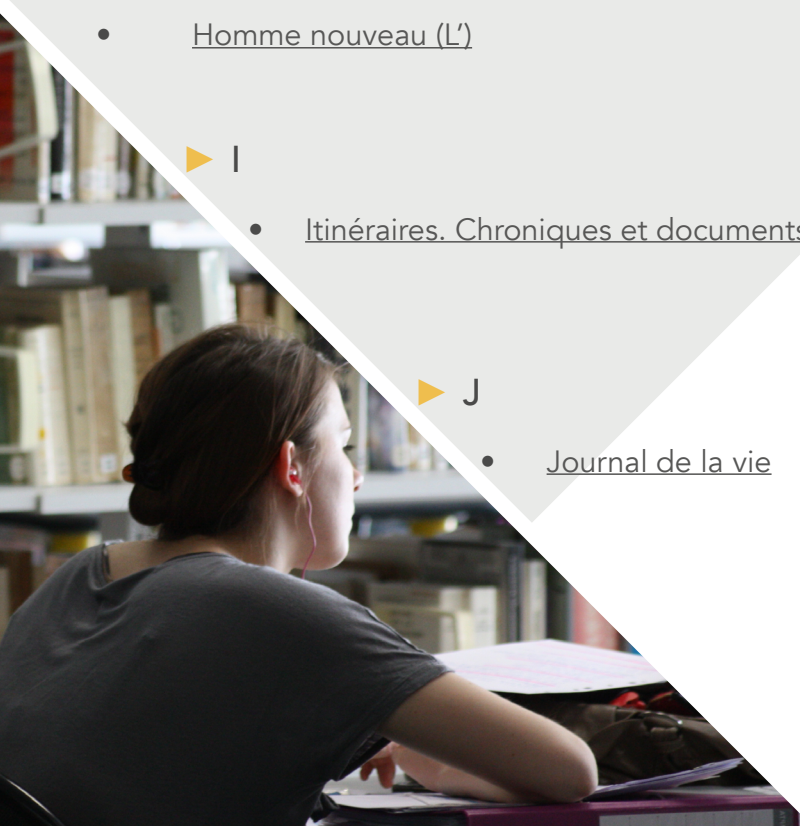 • Homme nouveau (L')
► I
• Itinéraires. Chroniques et documents
► J
• Journal de la vie